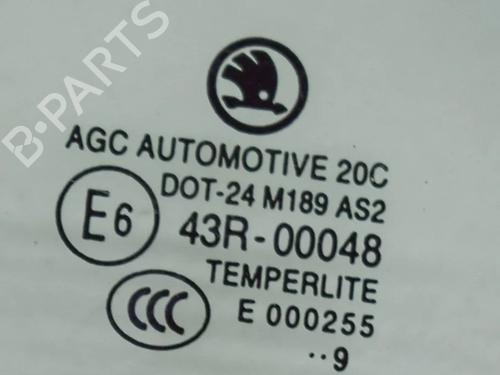 B-PARTS
AGC AUTOMOTIVE 20C
DOT-24 M189 AS2
E6
43R-00048
TEMPERLITE
CCC
E 000255
··9